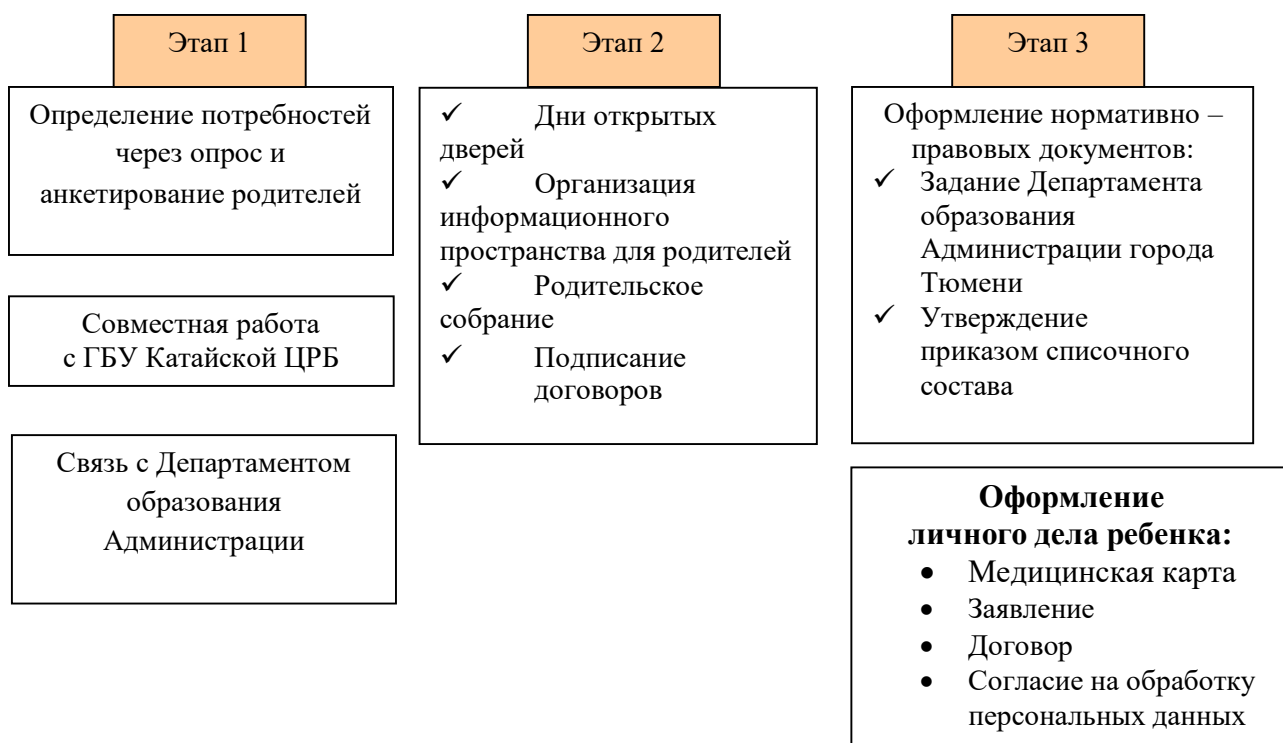 Этап 1
Определение потребностей
через опрос и
анкетирование родителей
Совместная работа
с ГБУ Катайской ЦРБ
Связь с Департаментом
образования
Администрации
Этап 2
✓ Дни открытых
дверей
✓ Организация
информационного
пространства для родителей
✓ Родительское
собрание
✓ Подписание
договоров
Этап 3
Оформление нормативно –
правовых документов:
✓ Задание Департамента
образования
Администрации города
Тюмени
✓ Утверждение
приказом списочного
состава
Оформление
личного дела ребенка:
• Медицинская карта
• Заявление
• Договор
• Согласие на обработку
персональных данных